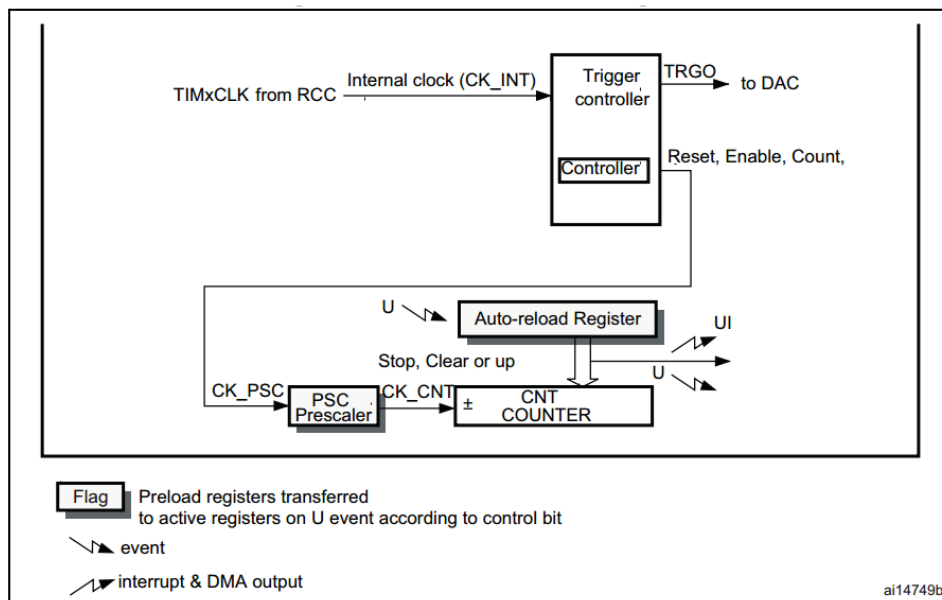 Internal clock (CK_INT)
TIMxCLK from RCC
Trigger
controller
TRGO
to DAC
Controller
Reset, Enable, Count,
U
Auto-reload Register
UI
Stop, Clear or up
U
CK_PSC
PSC
Prescaler
CK_CNT
±
CNT
COUNTER
Flag
Preload registers transferred
to active registers on U event according to control bit
event
interrupt & DMA output
ai14749b